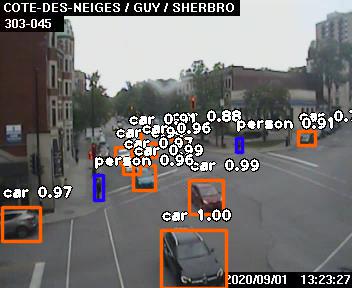 COTE-DES-NEIGES / GUY / SHERBRO
303-045
car 0.88
person 0.91
car 0.96
car 0.99
person 0.96
car 0.99
car 0.97
car 1.00
2020/09/01 13:23:27